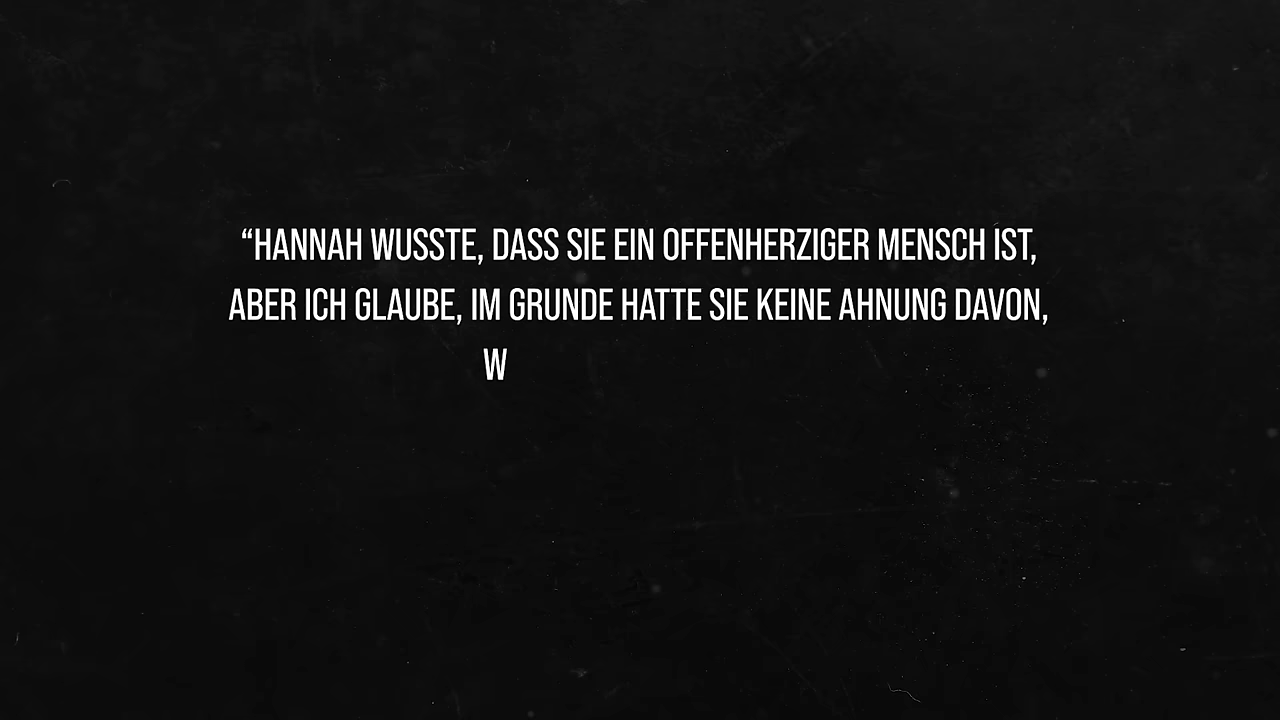 “HANNAH WUSSTE, DASS SIE EIN OFFENHERZIGER MENSCH IST,
ABER ICH GLAUBE, IM GRUNDE HATTE SIE KEINE AHNUNG DAVON,
W